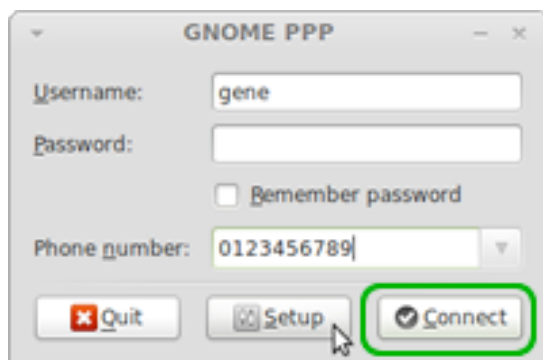 GNOME PPP
Username: gene
Password:
Remember password
Phone number: 0123456789
Quit Setup Connect